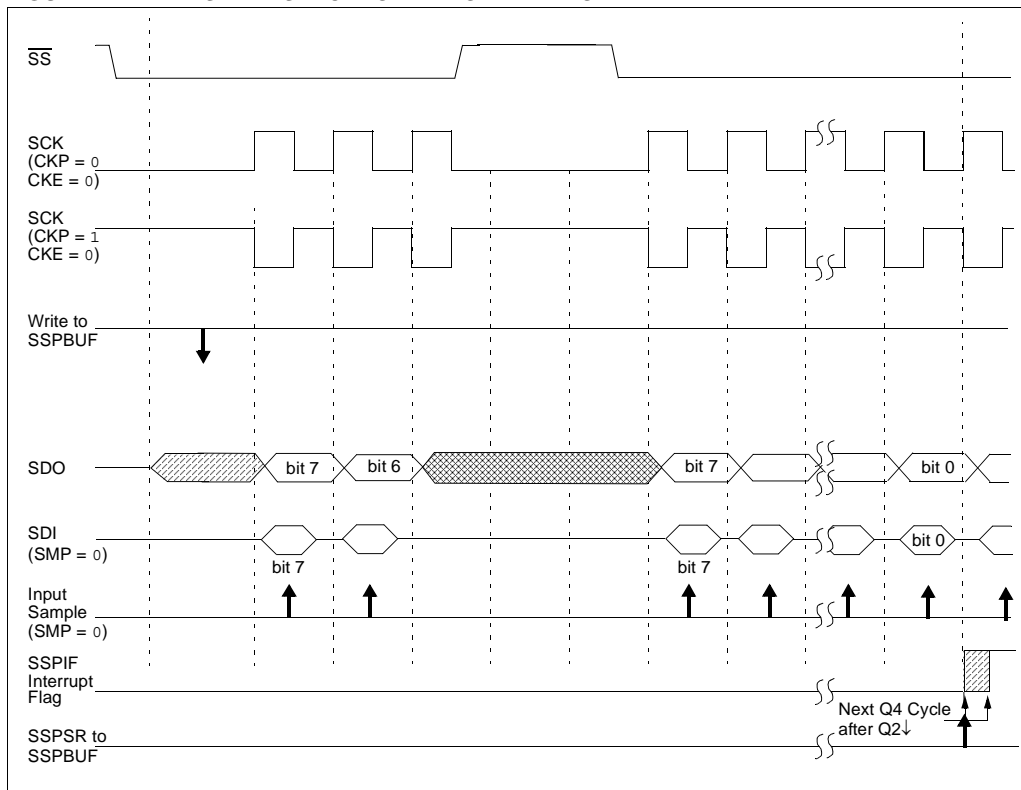 SS
SCK
(CKP = 0
CKE = 0)
SCK
(CKP = 1
CKE = 0)
Write to
SSPBUF
SDO
bit 7
bit 6
bit 7
bit 0
SDI
(SMP = 0)
bit 7
bit 7
bit 0
Input
Sample
(SMP = 0)
SSPIF
Interrupt
Flag
Next Q4 Cycle
after Q2↓
SSPSR to
SSPBUF